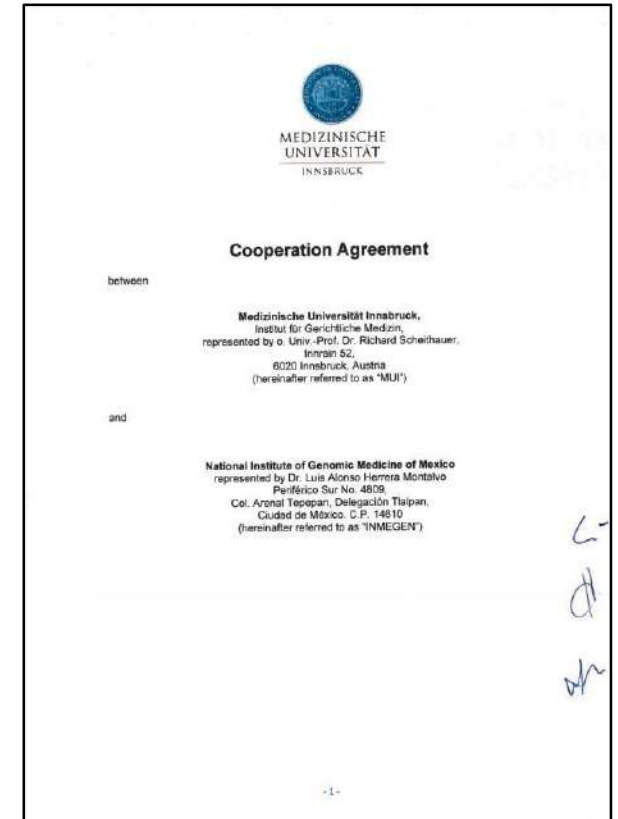 MEDIZINISCHE
UNIVERSITÄT
INNSBRUCK
Cooperation Agreement
between
Medizinische Universität Innsbruck,
Institut für Gerichtliche Medizin,
represented by o. Univ.-Prof. Dr. Richard Scheithauer,
Innrain 52,
6020 Innsbruck, Austria
(hereinafter referred to as "MUI")
and
National Institute of Genomic Medicine of Mexico
represented by Dr. Luis Alonso Herrera Montalvo
Periférico Sur No. 4809,
Col. Arenal Tepepan, Delegación Tlalpan,
Ciudad de México. C.P. 14610
(hereinafter referred to as "INMEGEN")
-1-